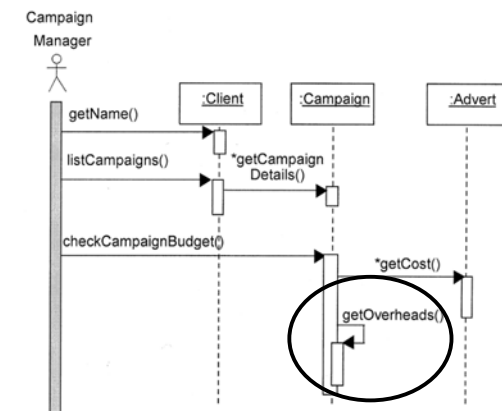 Campaign
Manager
:Client
:Campaign
:Advert
getName()
listCampaigns()
*getCampaign
Details()
checkCampaignBudget()
*getCost()
getOverheads()